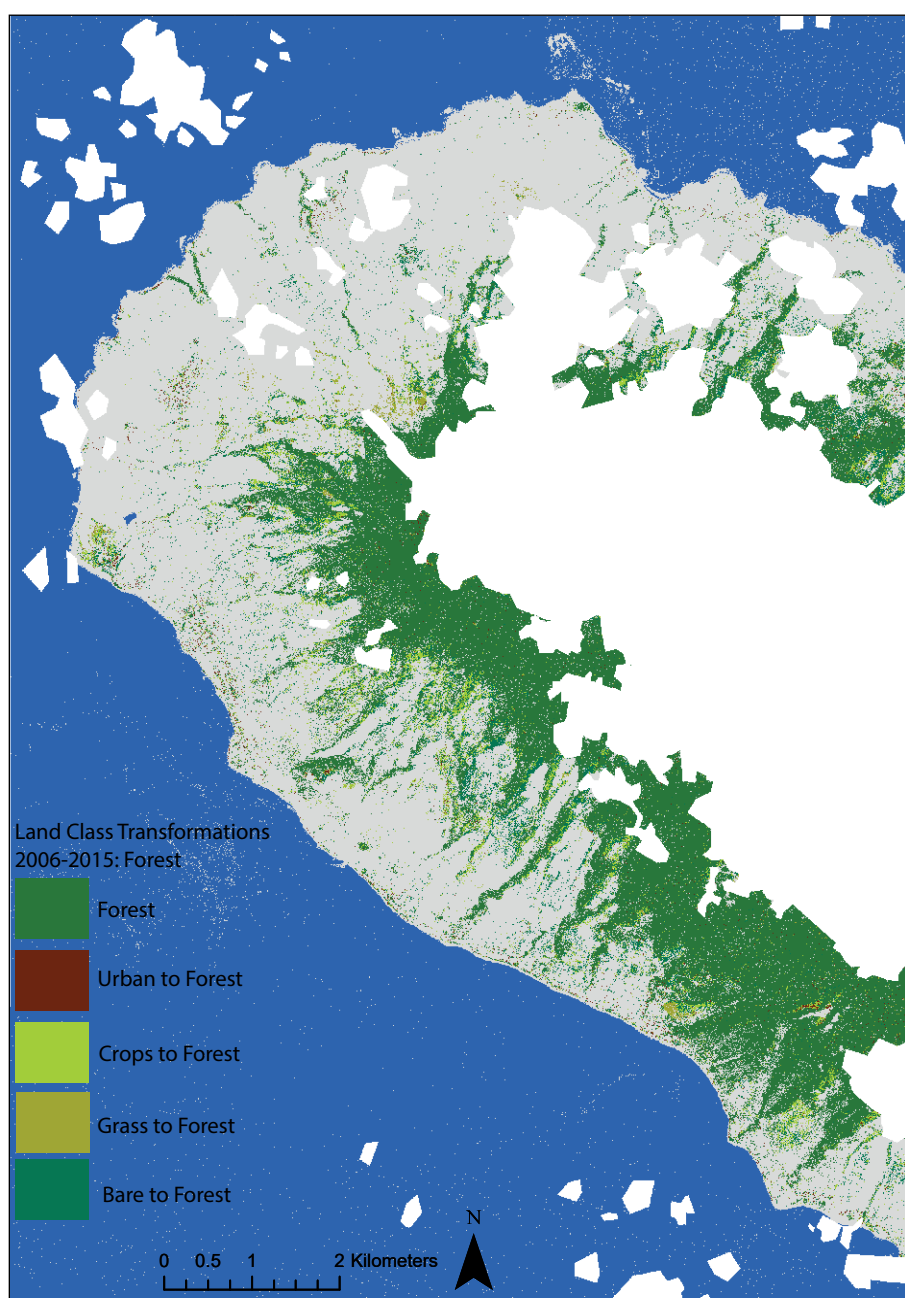 Land Class Transformations
2006-2015: Forest
Forest
Urban to Forest
Crops to Forest
Grass to Forest
Bare to Forest
N
0 0.5 1 2 Kilometers